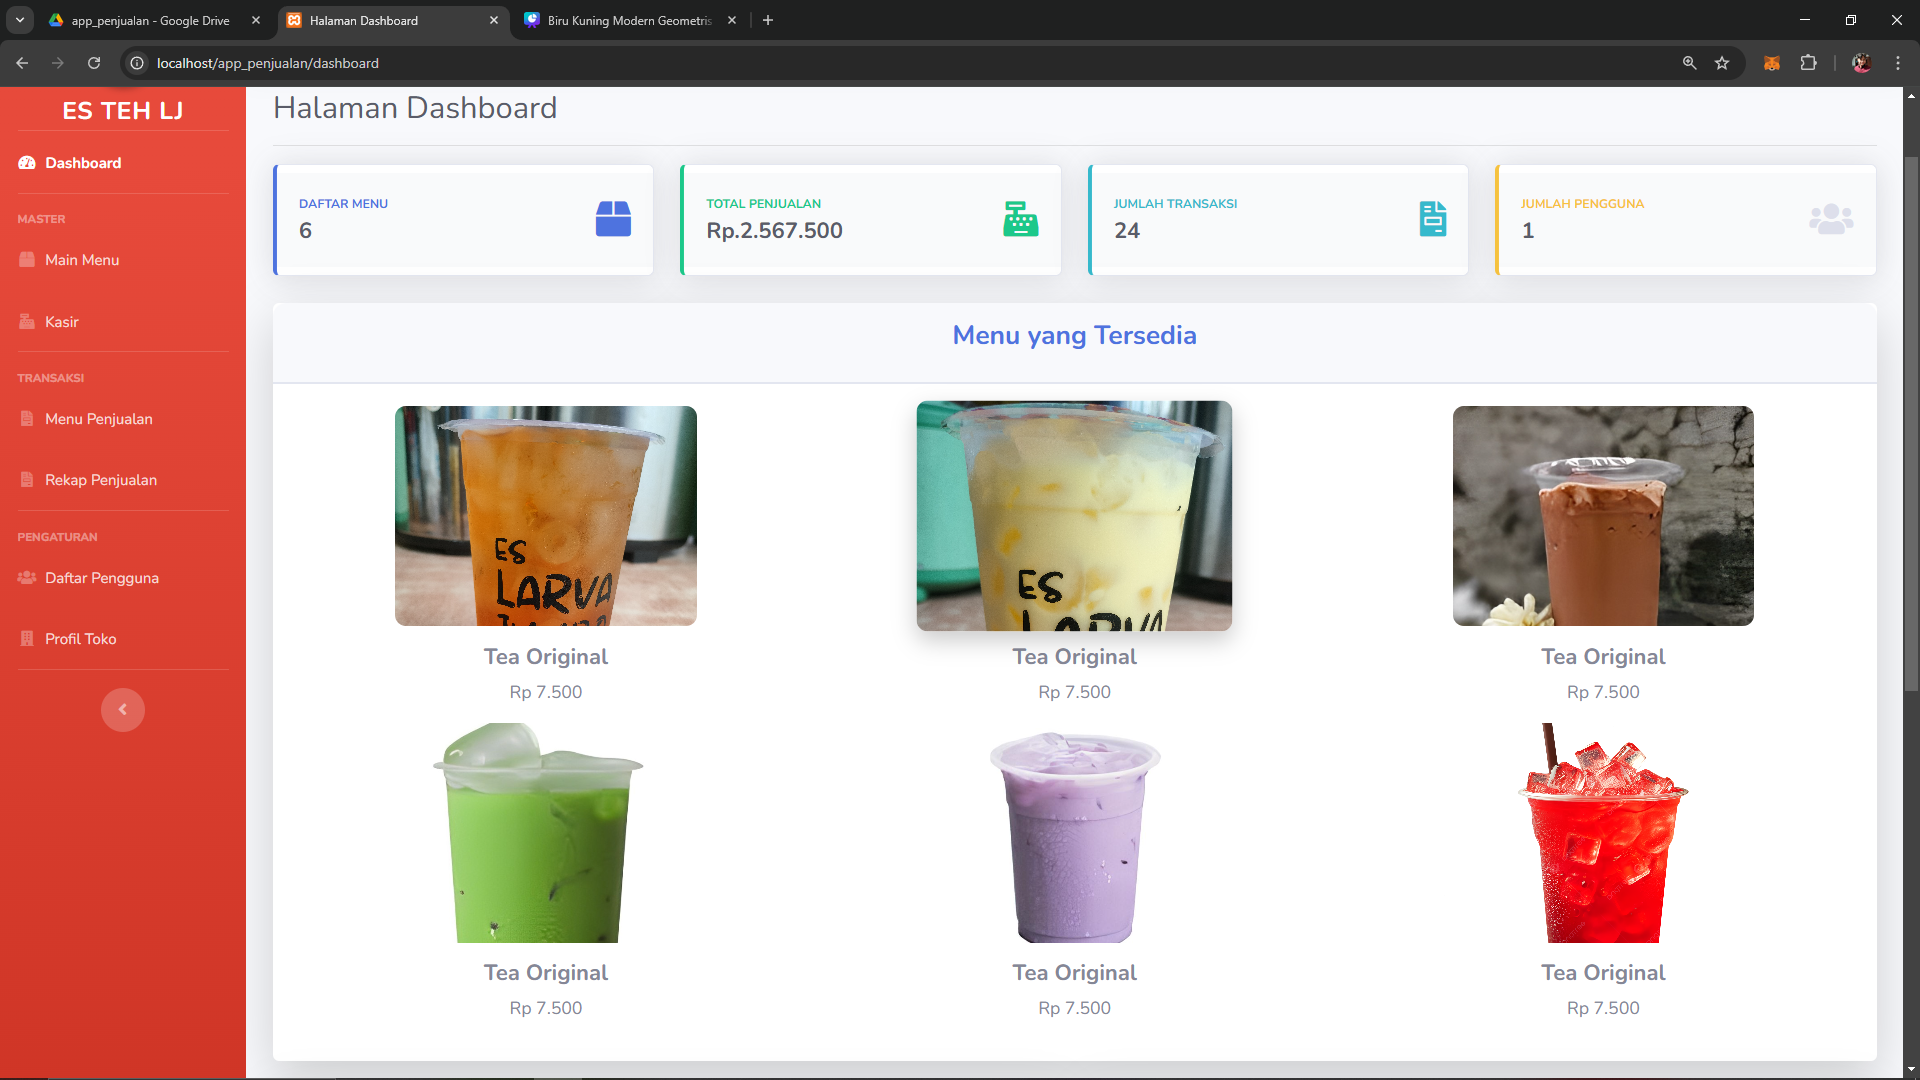 app_penjualan - Google Drive
Halaman Dashboard
Biru Kuning Modern Geometris
localhost/app_penjualan/dashboard
ES TEH LJ
Dashboard
MASTER
Main Menu
Kasir
TRANSAKSI
Menu Penjualan
Rekap Penjualan
PENGATURAN
Daftar Pengguna
Profil Toko
Halaman Dashboard
DAFTAR MENU
6
TOTAL PENJUALAN
Rp.2.567.500
JUMLAH TRANSAKSI
24
JUMLAH PENGGUNA
1
Menu yang Tersedia
ES
LARVA
ES
LARVA
Tea Original
Rp 7.500
Tea Original
Rp 7.500
Tea Original
Rp 7.500
Tea Original
Rp 7.500
Tea Original
Rp 7.500
Tea Original
Rp 7.500